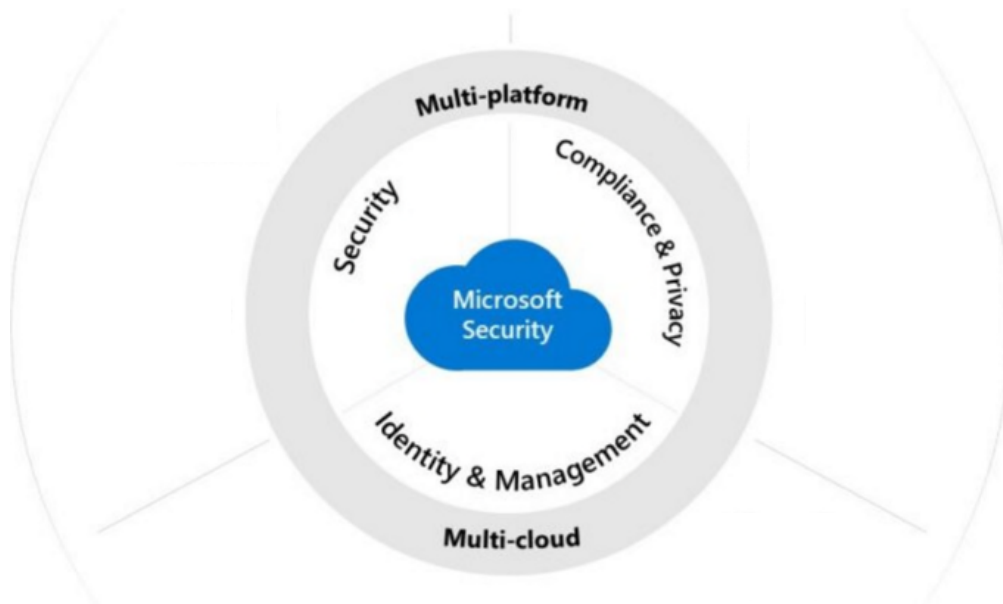 Multi-platform
Security
Compliance & Privacy
Microsoft
Security
Identity & Management
Multi-cloud